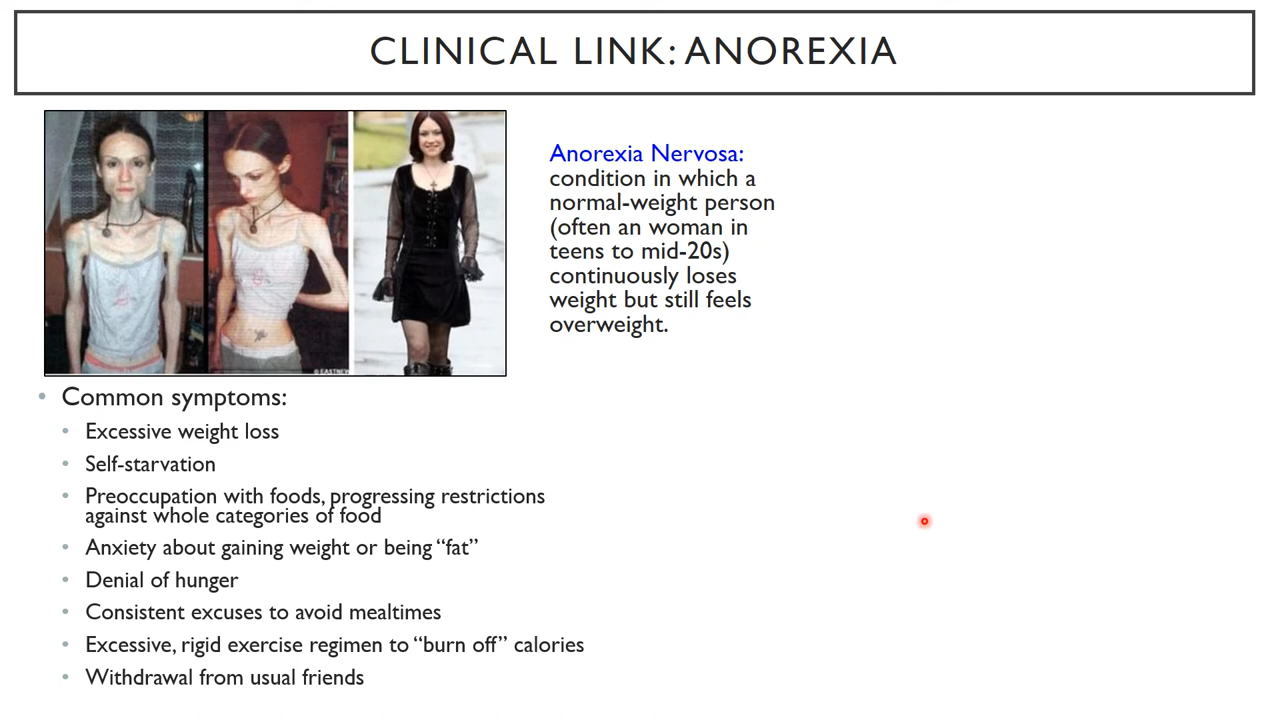 CLINICAL LINK: ANOREXIA
Anorexia Nervosa:
condition in which a
normal-weight person
(often an woman in
teens to mid-20s)
continuously loses
weight but still feels
overweight.
• Common symptoms:
• Excessive weight loss
• Self-starvation
• Preoccupation with foods, progressing restrictions
against whole categories of food
• Anxiety about gaining weight or being “fat”
• Denial of hunger
• Consistent excuses to avoid mealtimes
• Excessive, rigid exercise regimen to “burn off” calories
• Withdrawal from usual friends